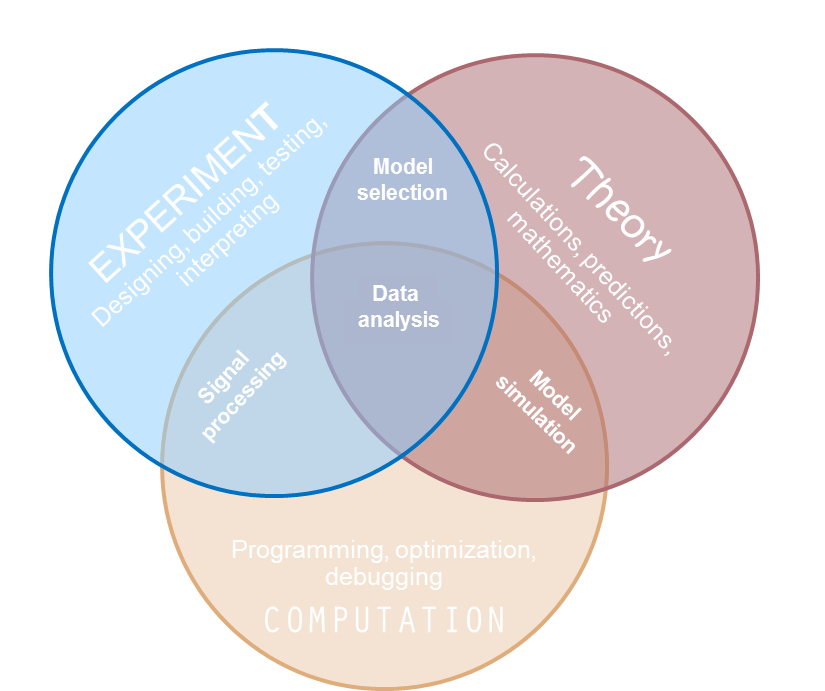 EXPERIMENT
Designing, building, testing,
interpreting
Model
selection
Theory
Calculations, predictions,
mathematics
Data
analysis
Signal
processing
Model
simulation
Programming, optimization,
debugging
COMPUTATION